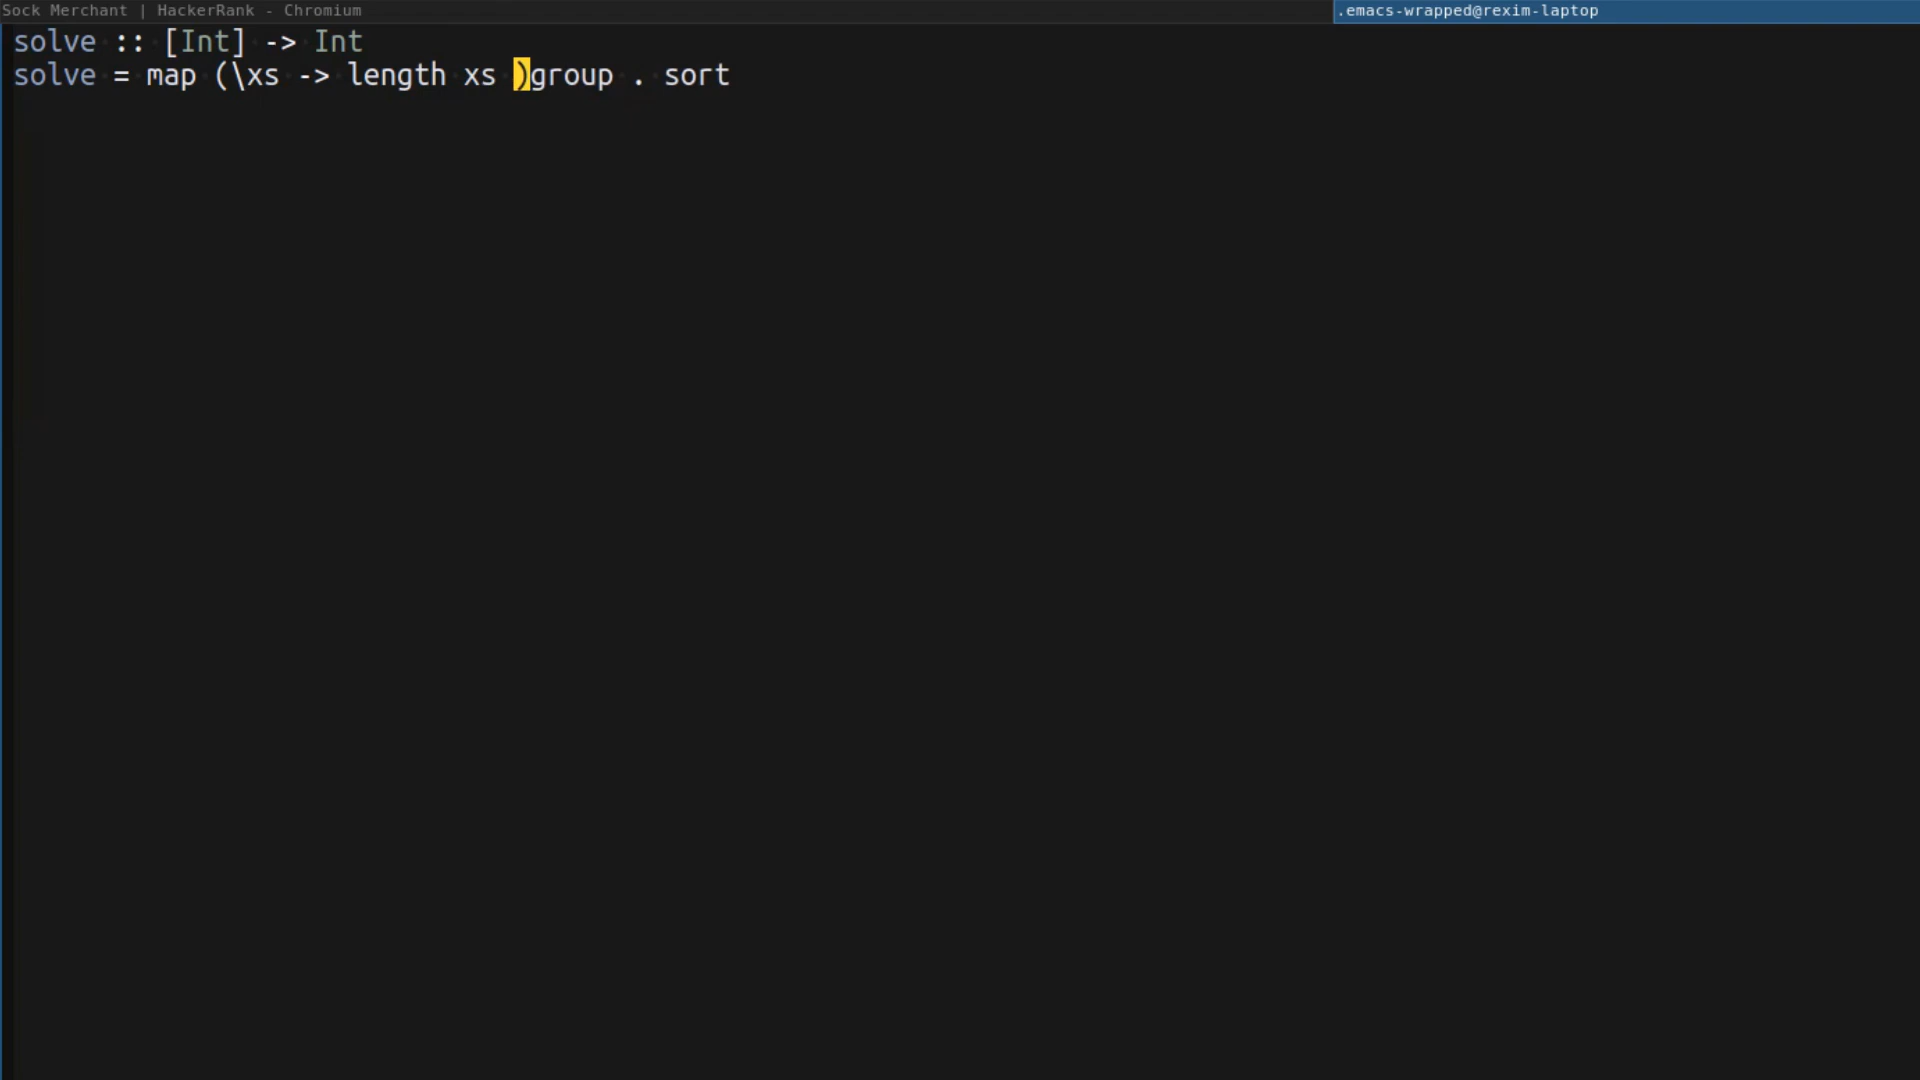 Sock Merchant | HackerRank - Chromium
.emacs-wrapped@rexim-laptop
solve :: [Int] -> Int
solve = map (\xs -> length xs )group . sort